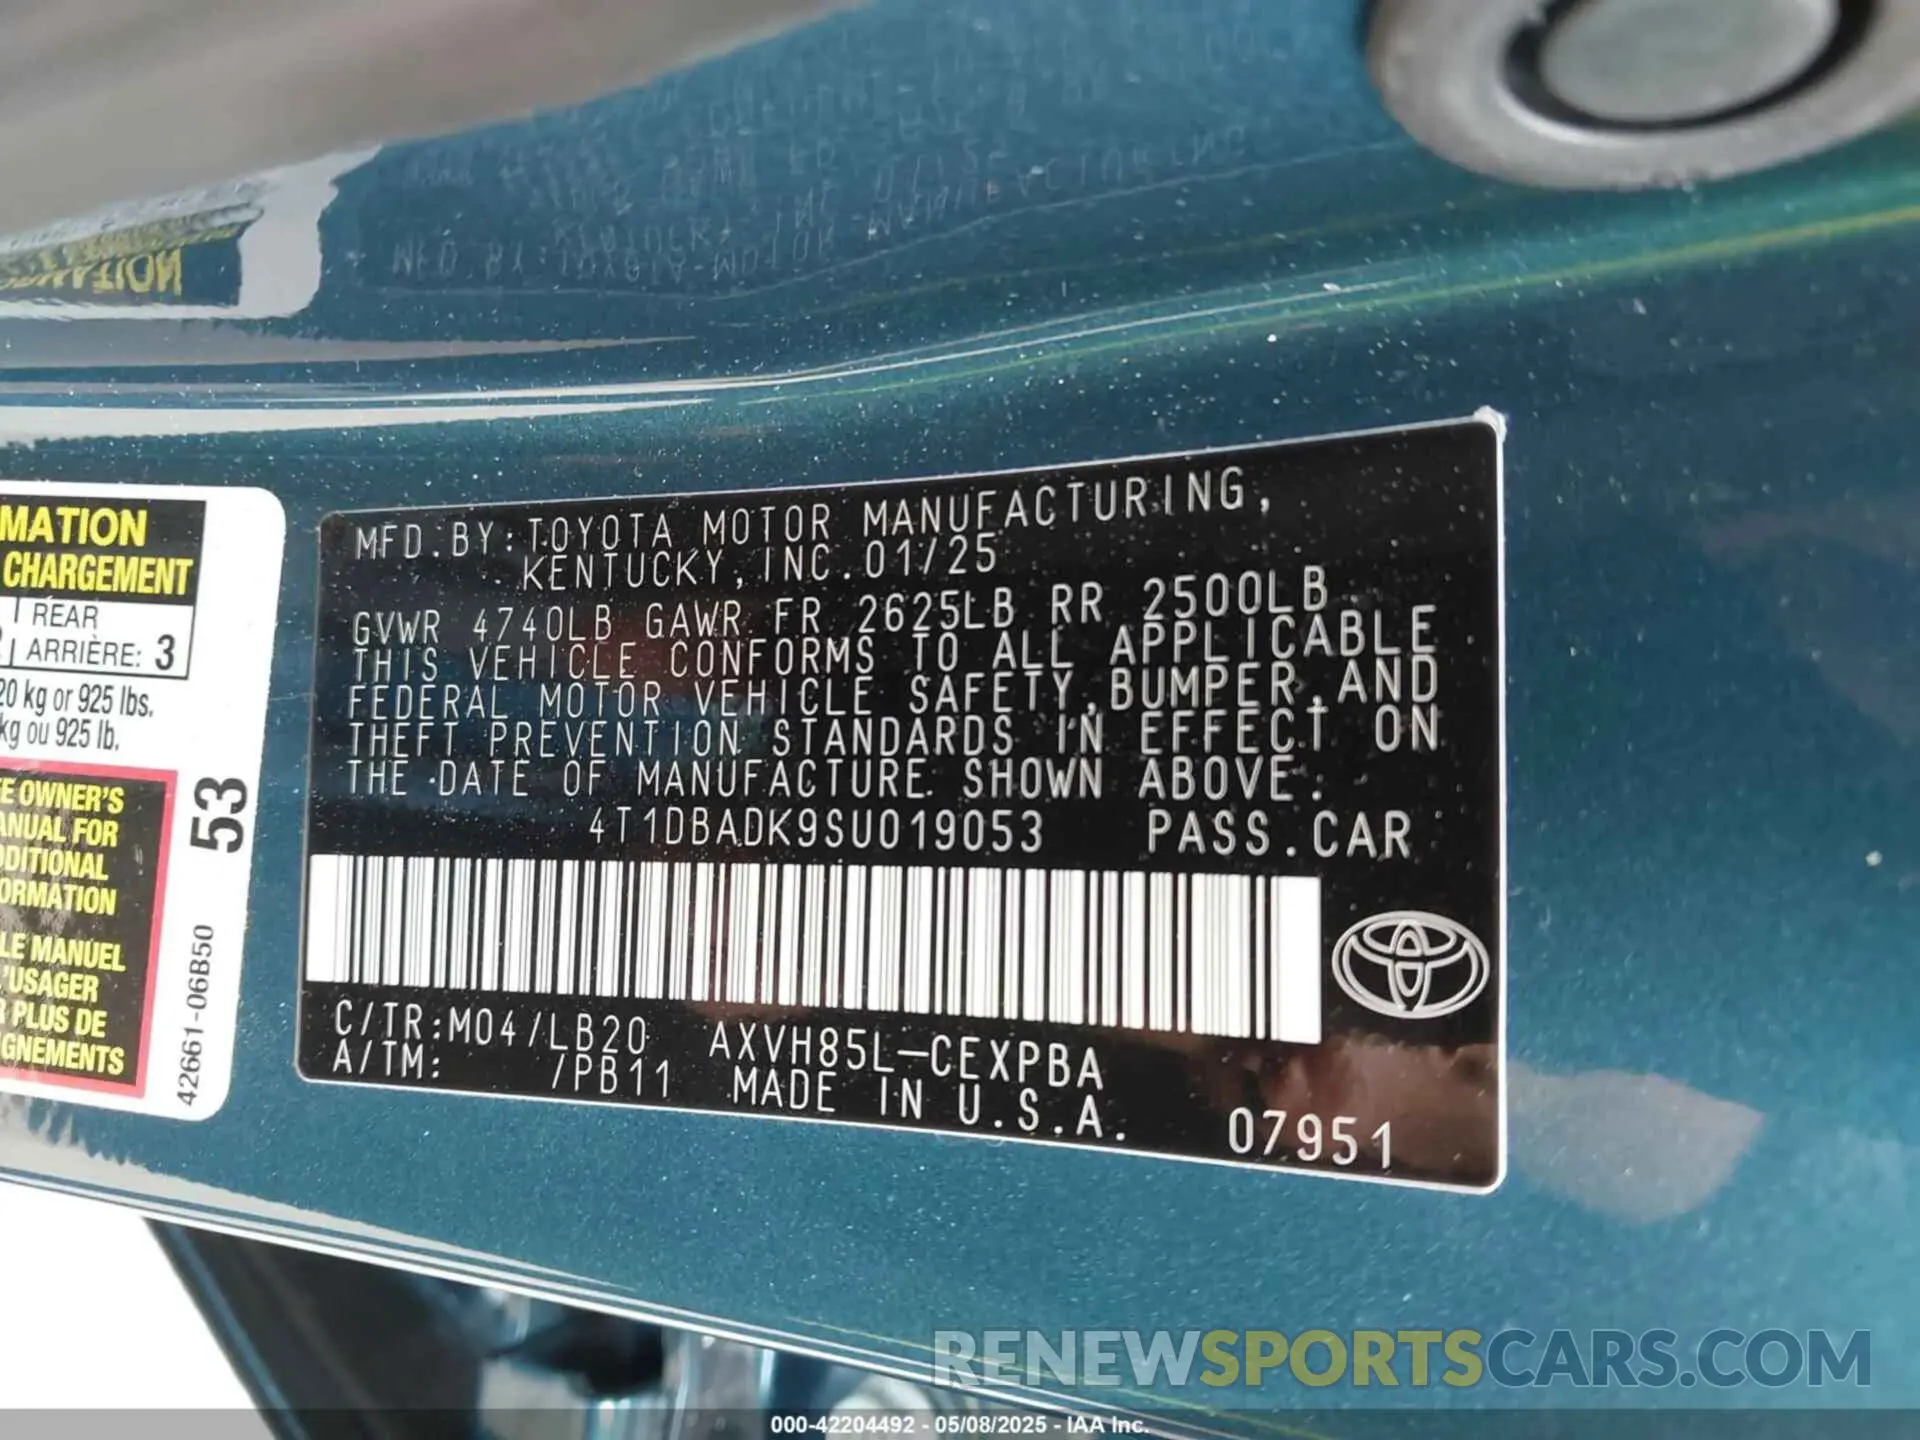 MATION
CHARGEMENT
REAR
ARRIÈRE: 3
20 kg or 925 lbs.
kg ou 925 lb.
E OWNER'S
ANUAL FOR
DDITIONAL
ORMATION
LE MANUEL
'USAGER
R PLUS DE
GNEMENTS
53
42661-06B50
MFD. BY: TOYOTA MOTOR MANUFACTURING,
KENTUCKY, INC. 01/25
GVWR 4740LB GAWR FR 2625LB RR 2500LB
THIS VEHICLE CONFORMS TO ALL APPLICABLE
FEDERAL MOTOR VEHICLE SAFETY, BUMPER, AND
THEFT PREVENTION STANDARDS IN EFFECT ON
THE DATE OF MANUFACTURE SHOWN ABOVE:
4T1DBADK9SU019053 PASS. CAR
C/TR: M04/LB20 AXVH85L-CEXPBA
A/TM: /PB11 MADE IN U.S.A.
07951
RENEWSPORTSCARS.COM
000-42204492 - 05/08/2025 - IAA Inc.